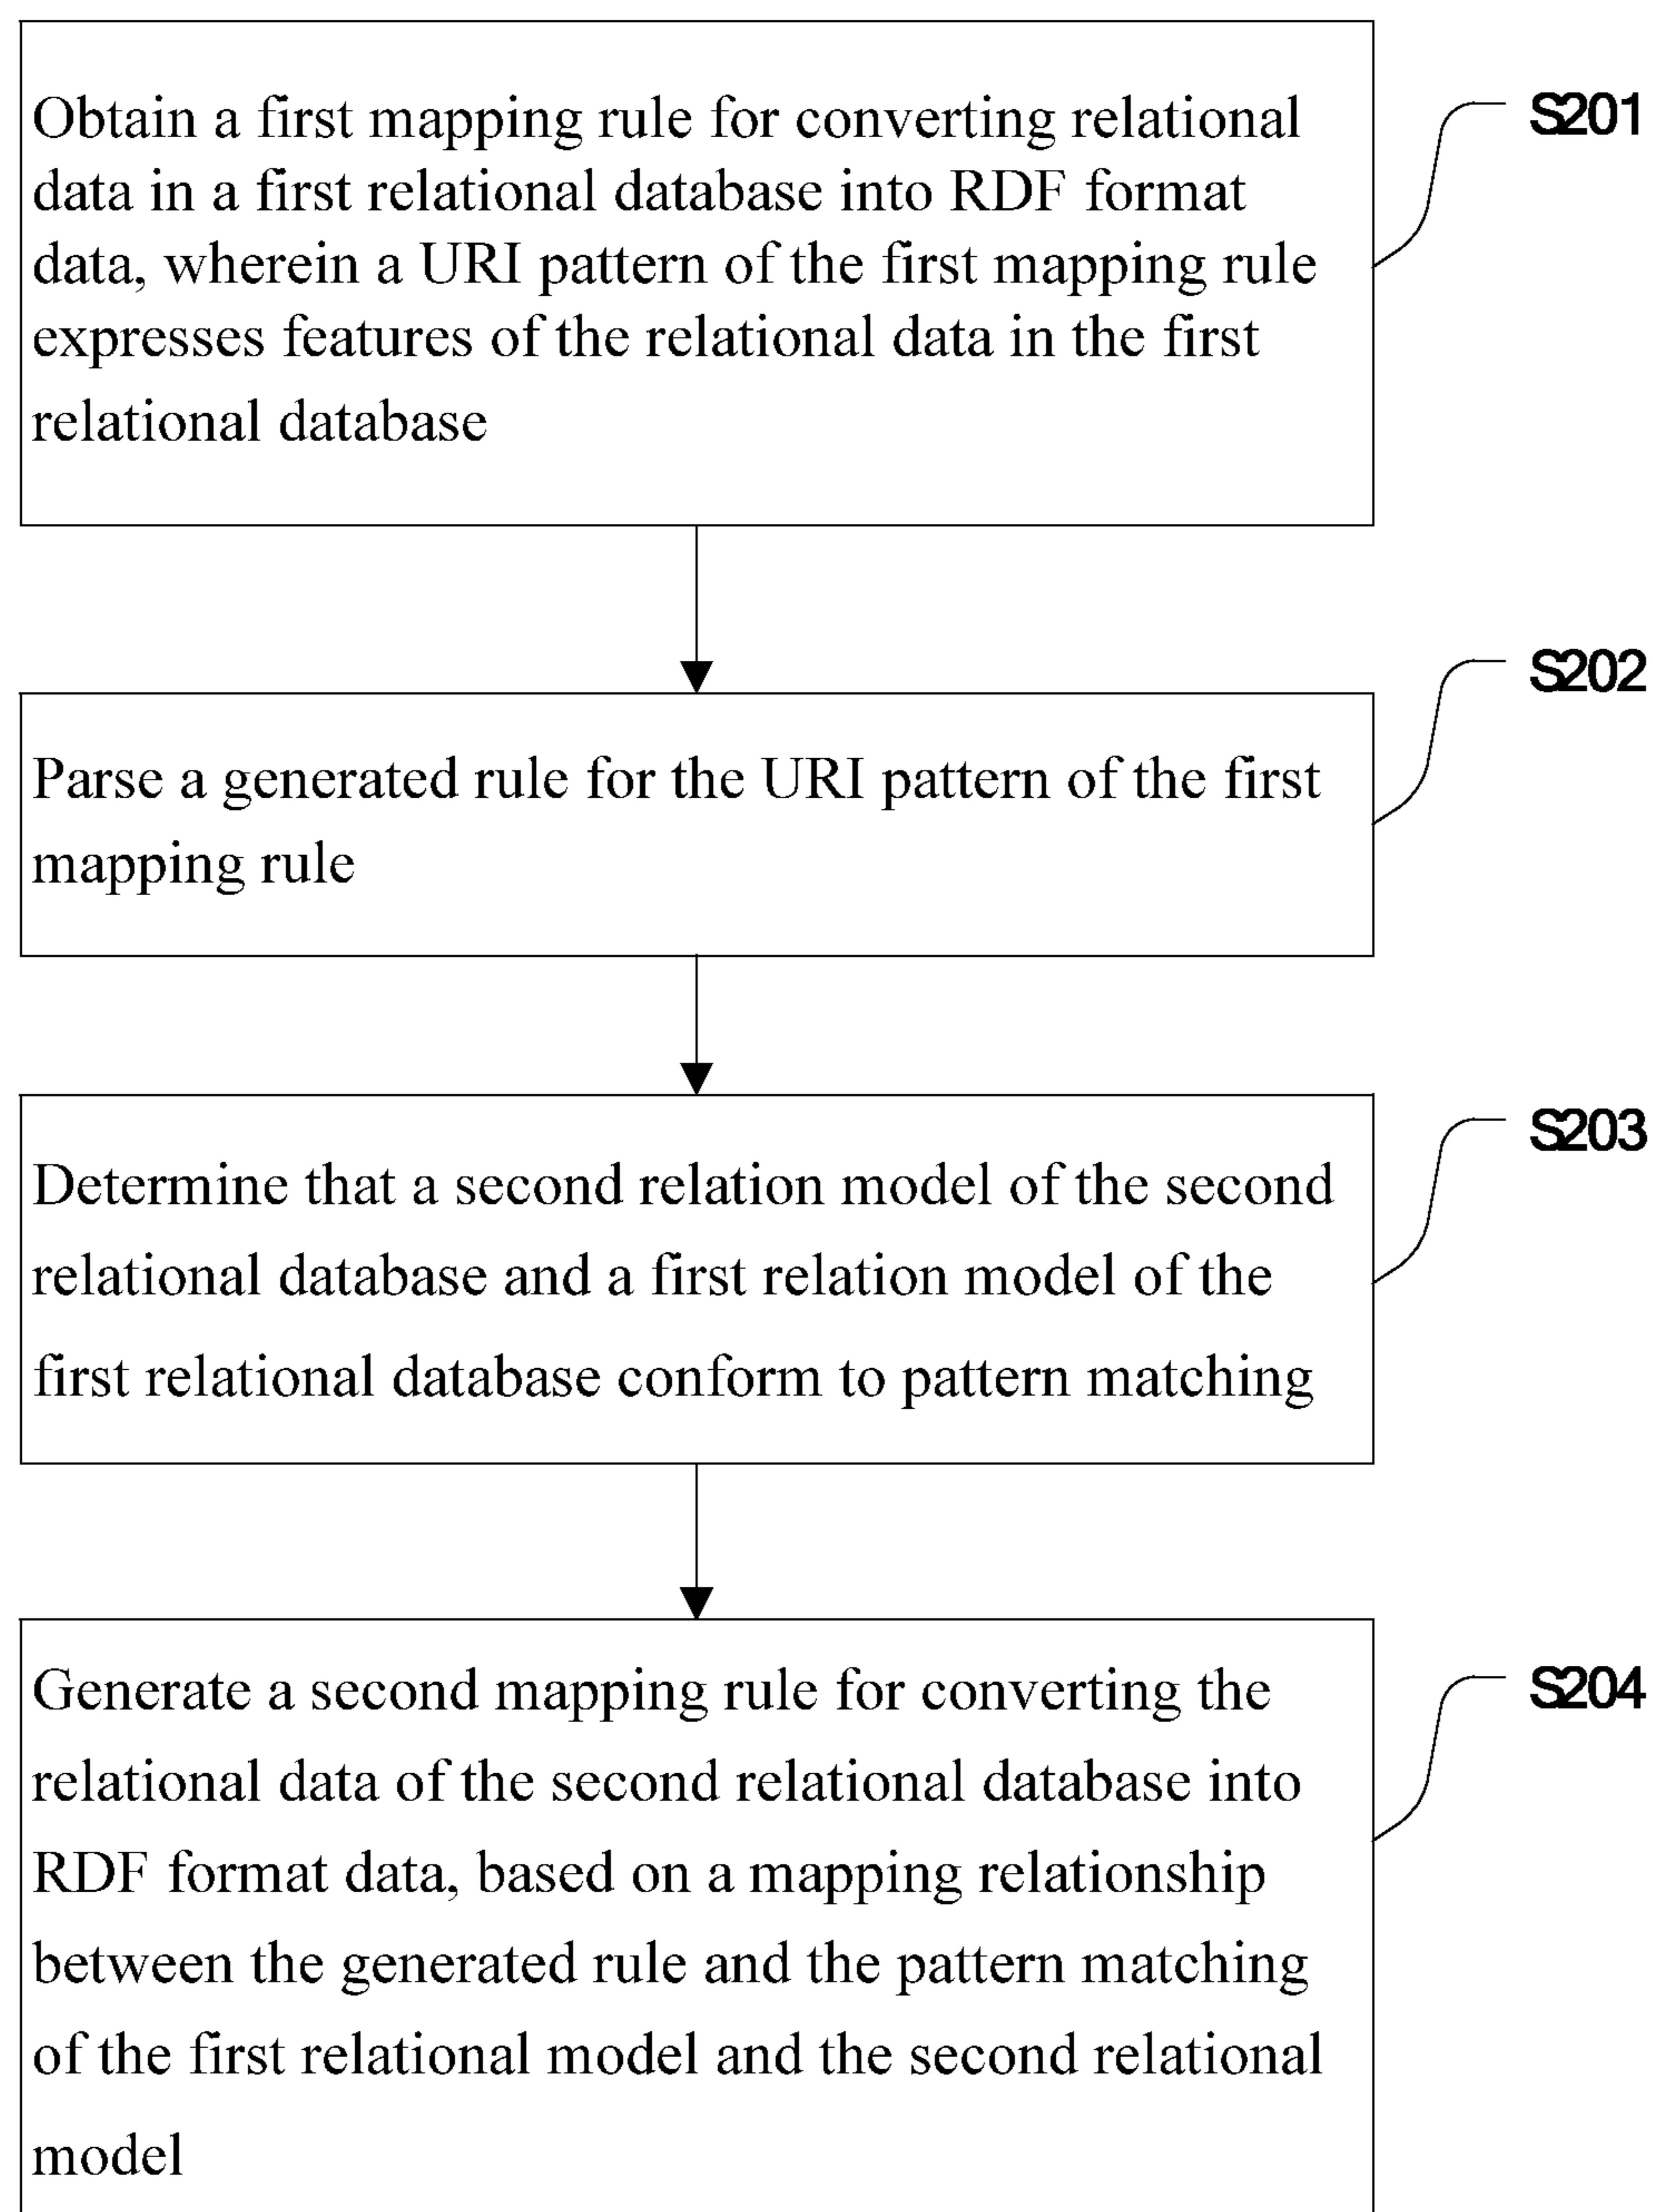 Obtain a first mapping rule for converting relational
data in a first relational database into RDF format
data, wherein a URI pattern of the first mapping rule
expresses features of the relational data in the first
relational database
S201
Parse a generated rule for the URI pattern of the first
mapping rule
S202
Determine that a second relation model of the second
relational database and a first relation model of the
first relational database conform to pattern matching
S203
Generate a second mapping rule for converting the
relational data of the second relational database into
RDF format data, based on a mapping relationship
between the generated rule and the pattern matching
of the first relational model and the second relational
model
S204